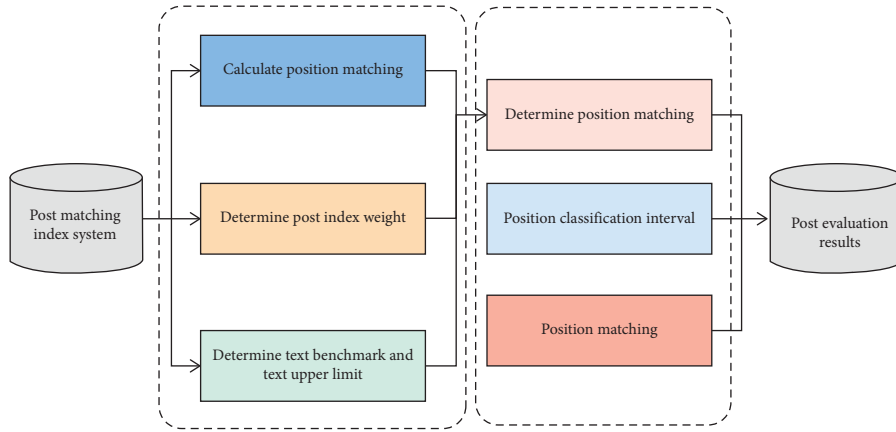 Post matching
index system
Calculate position matching
Determine post index weight
Determine text benchmark and
text upper limit
Determine position matching
Position classification interval
Position matching
Post evaluation
results